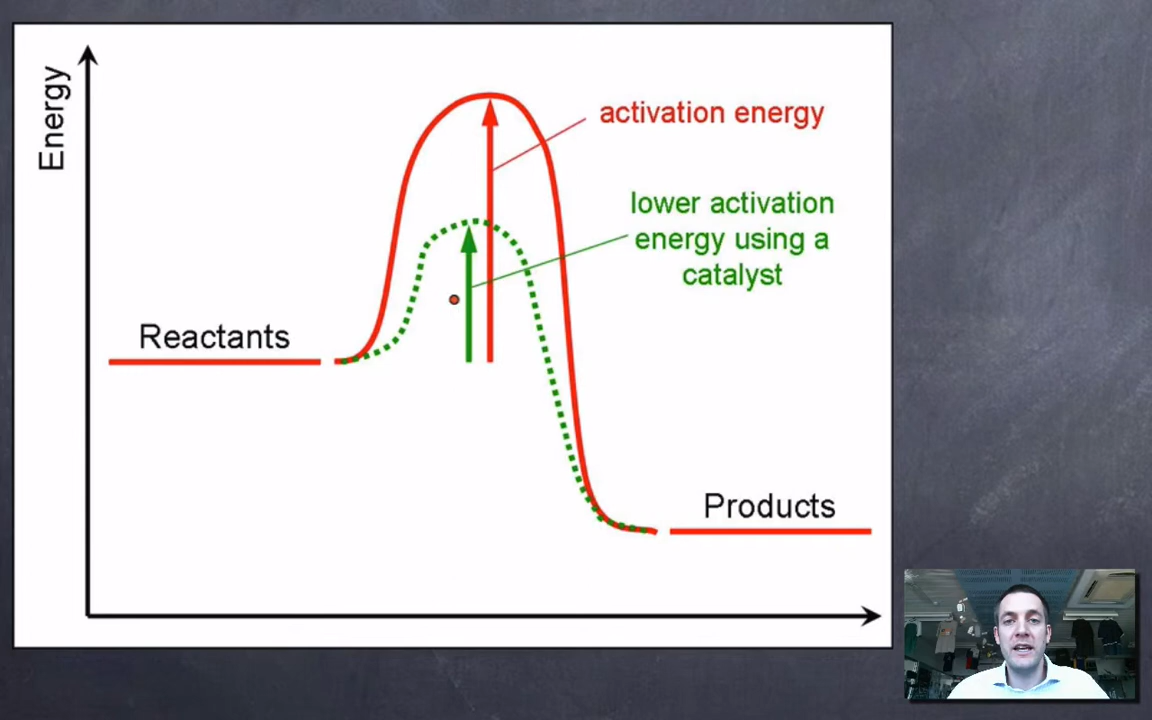 Energy
activation energy
lower activation
energy using a
catalyst
Reactants
Products